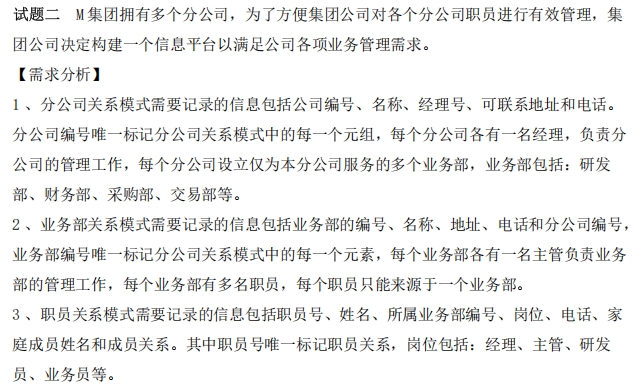 试题二 M集团拥有多个分公司，为了方便集团公司对各个分公司职员进行有效管理，集
团公司决定构建一个信息平台以满足公司各项业务管理需求。
【需求分析】
1、分公司关系模式需要记录的信息包括公司编号、名称、经理号、可联系地址和电话。
分公司编号唯一标记分公司关系模式中的每一个元组，每个分公司各有一名经理，负责分
公司的管理工作，每个分公司设立仅为本分公司服务的多个业务部，业务部包括：研发
部、财务部、采购部、交易部等。
2、业务部关系模式需要记录的信息包括业务部的编号、名称、地址、电话和分公司编号，
业务部编号唯一标记分公司关系模式中的每一个元素，每个业务部各有一名主管负责业务
部的管理工作，每个业务部有多名职员，每个职员只能来源于一个业务部。
3、职员关系模式需要记录的信息包括职员号、姓名、所属业务部编号、岗位、电话、家
庭成员姓名和成员关系。其中职员号唯一标记职员关系，岗位包括：经理、主管、研发
员、业务员等。